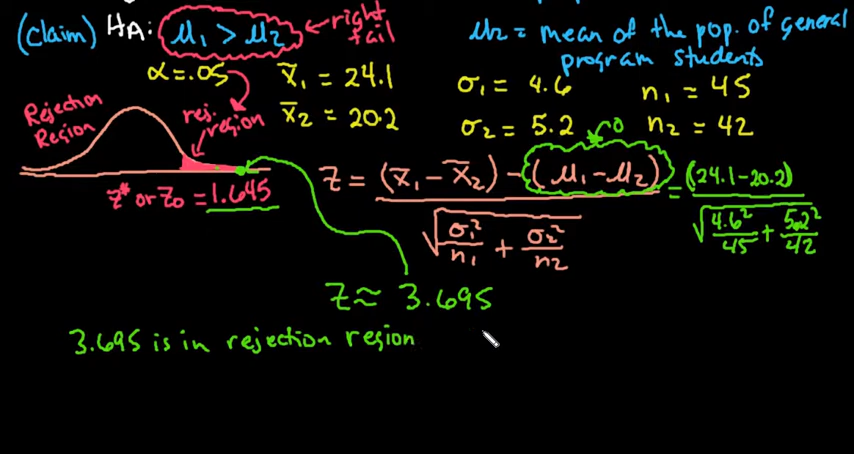 (claim) HA: μ1 > μ2 ← right tail
μ2 = mean of the pop. of general program students
α = .05
x̄1 = 24.1
x̄2 = 20.2
σ1 = 4.6 n1 = 45
σ2 = 5.2 n2 = 42
0
Rejection Region
rej. region
z* or z0 = 1.645
z = (x̄1 - x̄2) - (μ1 - μ2) / √(σ1²/n1 + σ2²/n2) = (24.1 - 20.2) / √(4.6²/45 + 5.2²/42)
z ≈ 3.695
3.695 is in rejection region